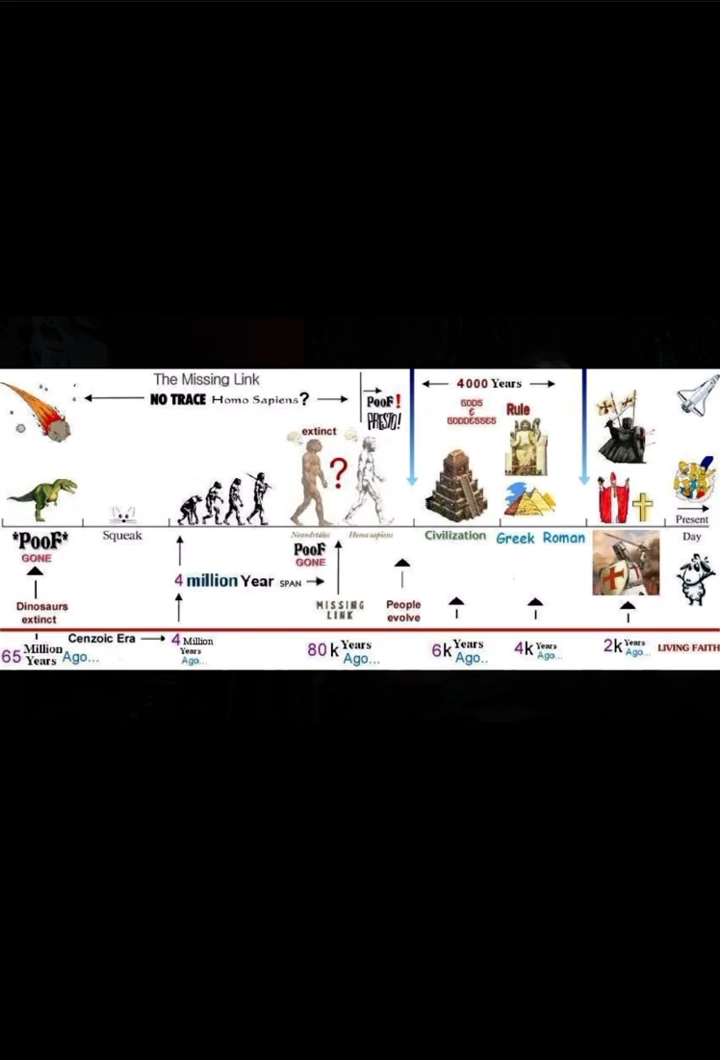 The Missing Link
NO TRACE Homo Sapiens?
PooF!
PRESTO!
4000 Years
GODS
&
GODDESSES
Rule
extinct
?
*PooF*
GONE
Squeak
Neandertales
Homo sapiens
PooF
GONE
Civilization
Greek Roman
Present
Day
4 million Year SPAN
MISSING
LINK
People
evolve
Dinosaurs
extinct
65 Million
Years Ago...
Cenzoic Era
4 Million
Years
Ago...
80k Years
Ago...
6k Years
Ago..
4k Years
Ago...
2k Years
Ago...
LIVING FAITH